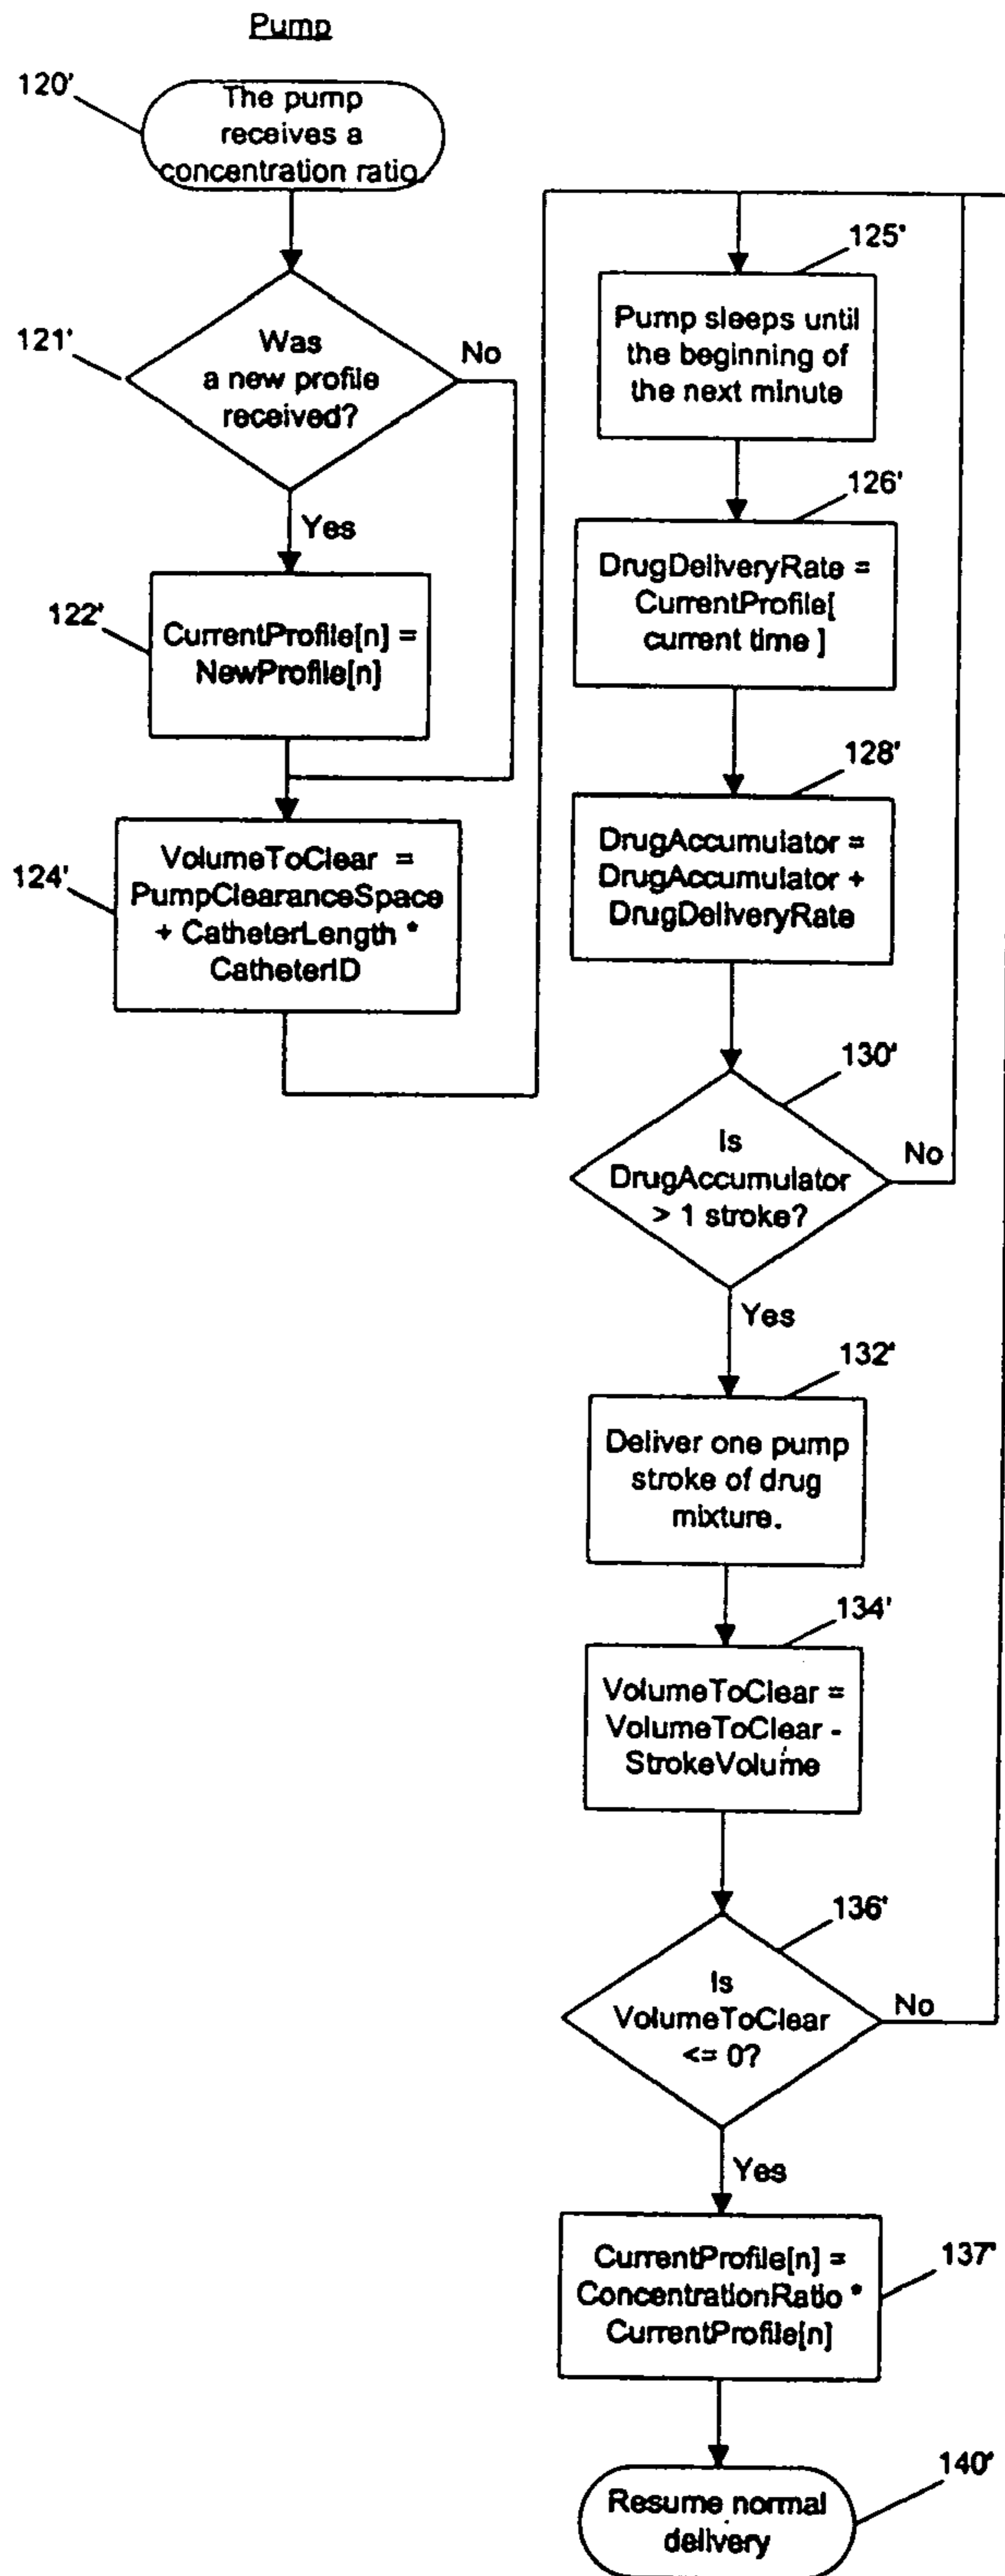 Pump
120'
The pump
receives a
concentration ratio.
121'
Was
a new profile
received?
No
Yes
122'
CurrentProfile[n] =
NewProfile[n]
124'
VolumeToClear =
PumpClearanceSpace
+ CatheterLength *
CatheterID
125'
Pump sleeps until
the beginning of
the next minute
126'
DrugDeliveryRate =
CurrentProfile[
current time ]
128'
DrugAccumulator =
DrugAccumulator +
DrugDeliveryRate
130'
Is
DrugAccumulator
> 1 stroke?
No
Yes
132'
Deliver one pump
stroke of drug
mixture.
134'
VolumeToClear =
VolumeToClear -
StrokeVolume
136'
Is
VolumeToClear
<= 0?
No
Yes
137'
CurrentProfile[n] =
ConcentrationRatio *
CurrentProfile[n]
140'
Resume normal
delivery